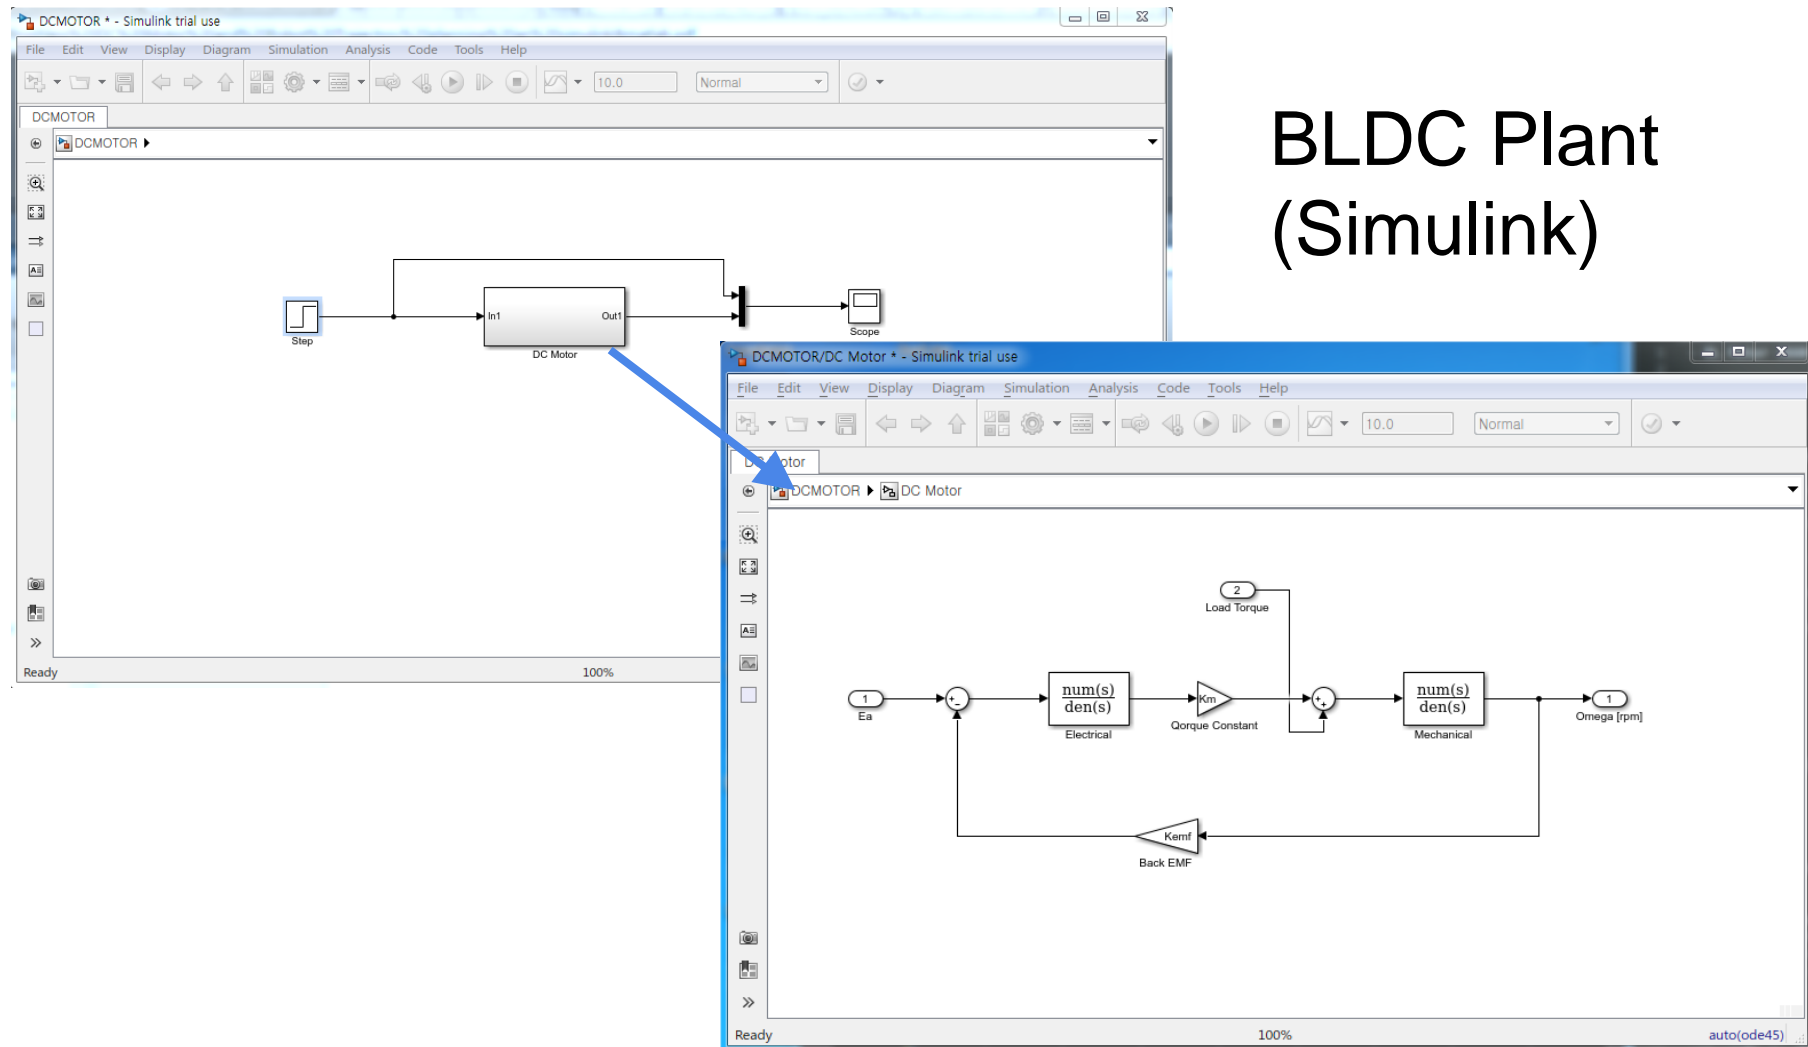 DCMOTOR * - Simulink trial use
File Edit View Display Diagram Simulation Analysis Code Tools Help
10.0 Normal
DCMOTOR
DCMOTOR
Step
In1 Out1
DC Motor
Scope
Ready 100%
BLDC Plant
(Simulink)
DCMOTOR/DC Motor * - Simulink trial use
File Edit View Display Diagram Simulation Analysis Code Tools Help
10.0 Normal
DC Motor
DCMOTOR DC Motor
2
Load Torque
1
Ea
num(s)
den(s)
Electrical
Km
Qorque Constant
num(s)
den(s)
Mechanical
1
Omega [rpm]
Kemf
Back EMF
Ready 100% auto(ode45)